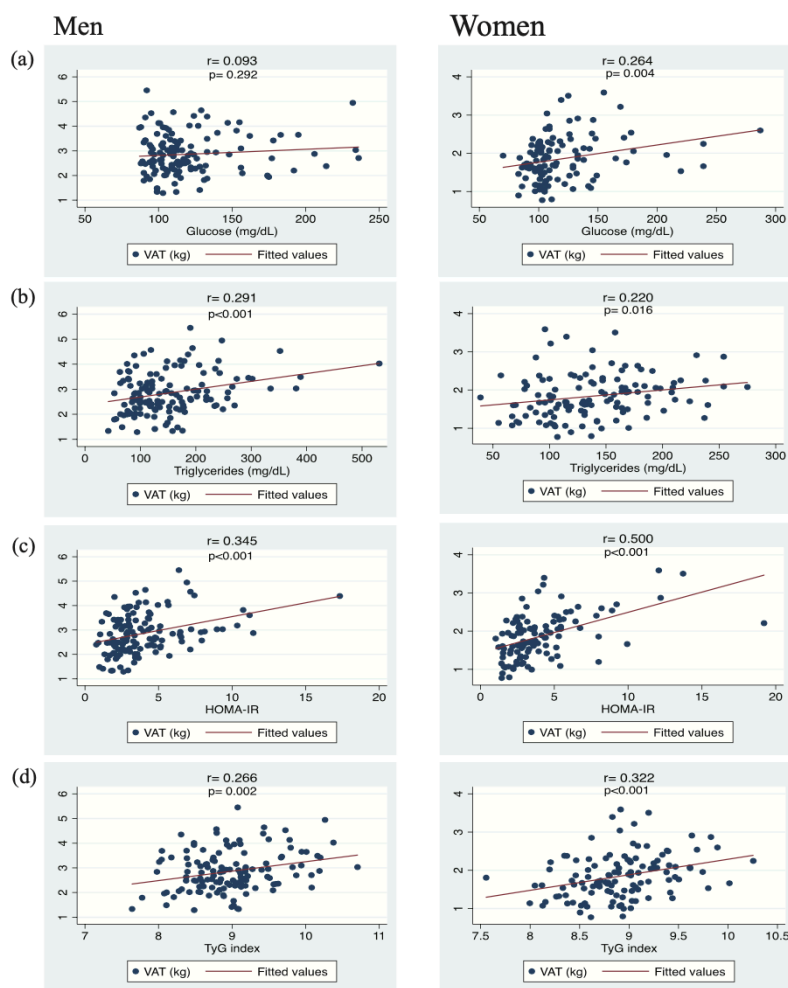 Men Women
(a)
r= 0.093
p= 0.292
6
5
4
3
2
1
50 100 150 200 250
Glucose (mg/dL)
VAT (kg) Fitted values
r= 0.264
p= 0.004
4
3
2
1
50 100 150 200 250 300
Glucose (mg/dL)
VAT (kg) Fitted values
(b)
r= 0.291
p<0.001
6
5
4
3
2
1
0 100 200 300 400 500
Triglycerides (mg/dL)
VAT (kg) Fitted values
r= 0.220
p= 0.016
4
3
2
1
50 100 150 200 250 300
Triglycerides (mg/dL)
VAT (kg) Fitted values
(c)
r= 0.345
p<0.001
6
5
4
3
2
1
0 5 10 15 20
HOMA-IR
VAT (kg) Fitted values
r= 0.500
p<0.001
4
3
2
1
0 5 10 15 20
HOMA-IR
VAT (kg) Fitted values
(d)
r= 0.266
p= 0.002
6
5
4
3
2
1
7 8 9 10 11
TyG index
VAT (kg) Fitted values
r= 0.322
p<0.001
4
3
2
1
7.5 8 8.5 9 9.5 10 10.5
TyG index
VAT (kg) Fitted values